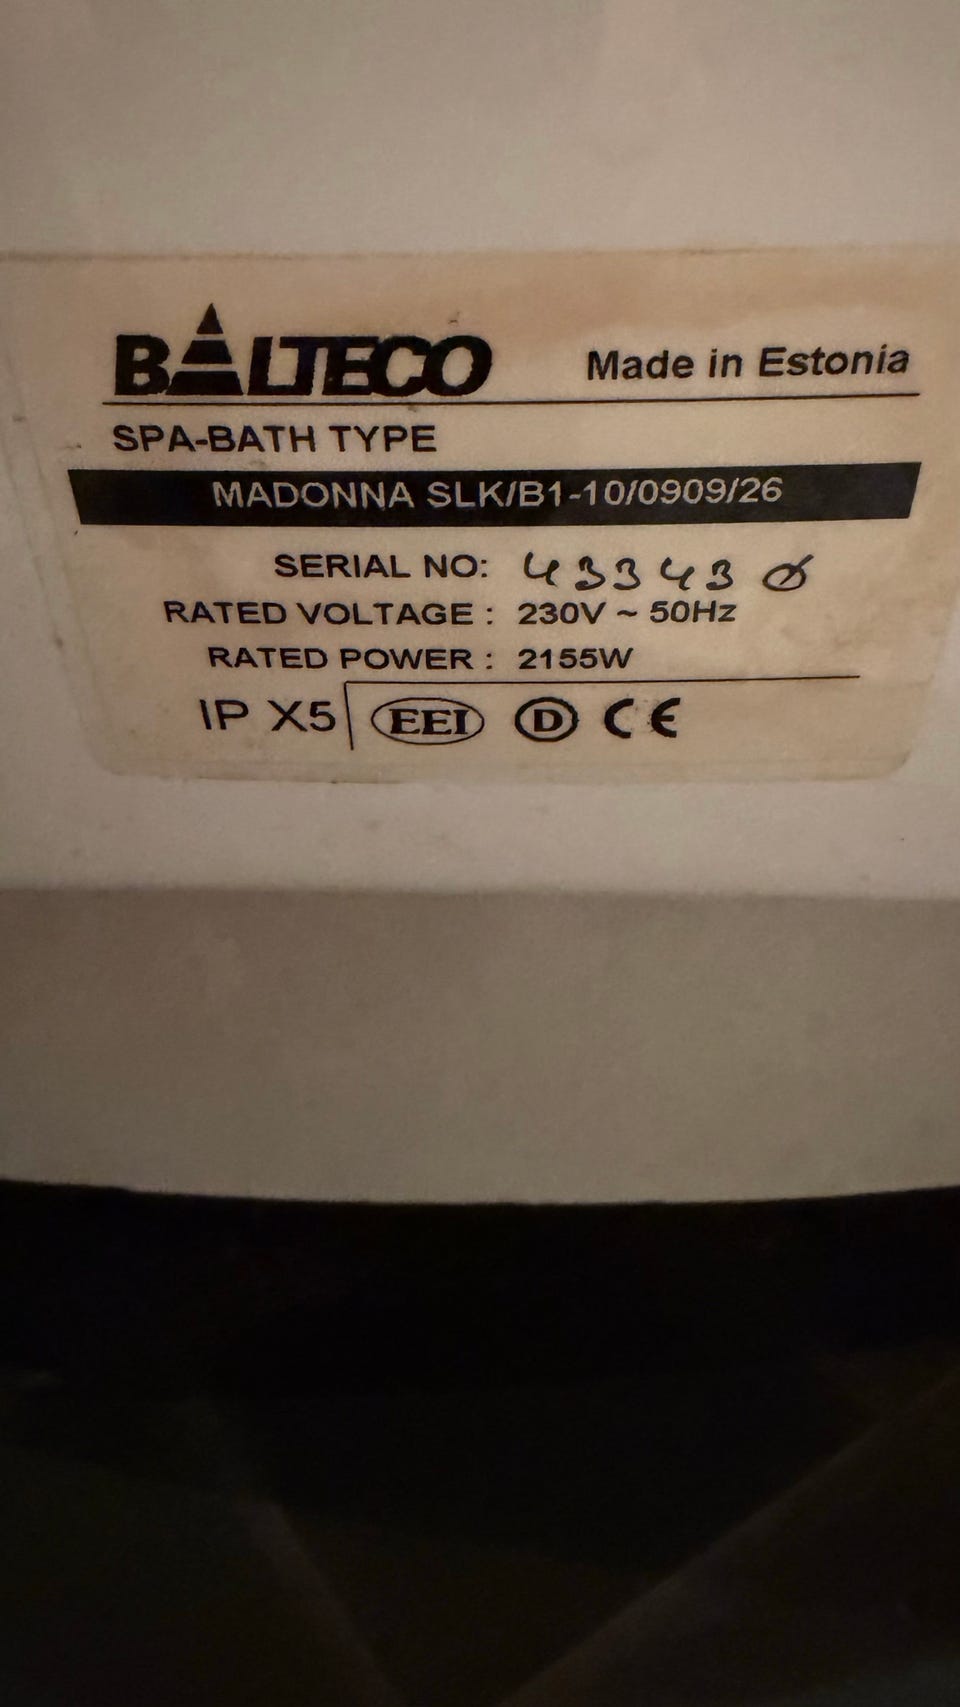 BALTECO Made in Estonia
SPA-BATH TYPE
MADONNA SLK/B1-10/0909/26
SERIAL NO: 433430
RATED VOLTAGE : 230V ~ 50Hz
RATED POWER : 2155W
IP X5 EEI D CE